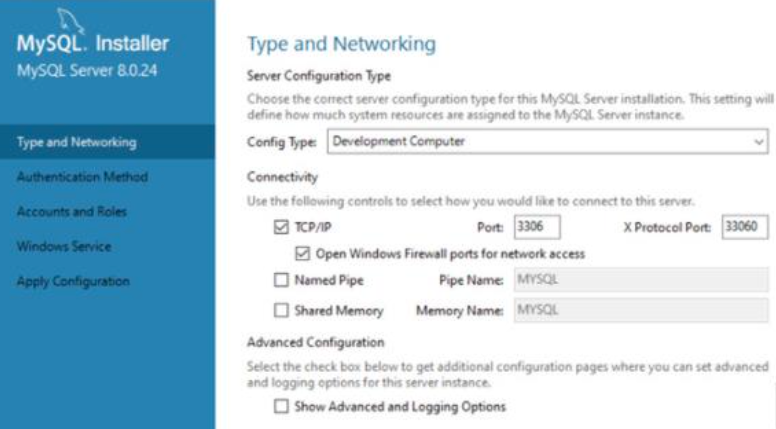 MySQL. Installer
MySQL Server 8.0.24
Type and Networking
Authentication Method
Accounts and Roles
Windows Service
Apply Configuration
Type and Networking
Server Configuration Type
Choose the correct server configuration type for this MySQL Server installation. This setting will
define how much system resources are assigned to the MySQL Server instance.
Config Type: Development Computer
Connectivity
Use the following controls to select how you would like to connect to this server.
TCP/IP Port: 3306 X Protocol Port: 33060
Open Windows Firewall ports for network access
Named Pipe Pipe Name: MYSQL
Shared Memory Memory Name: MYSQL
Advanced Configuration
Select the check box below to get additional configuration pages where you can set advanced
and logging options for this server instance.
Show Advanced and Logging Options